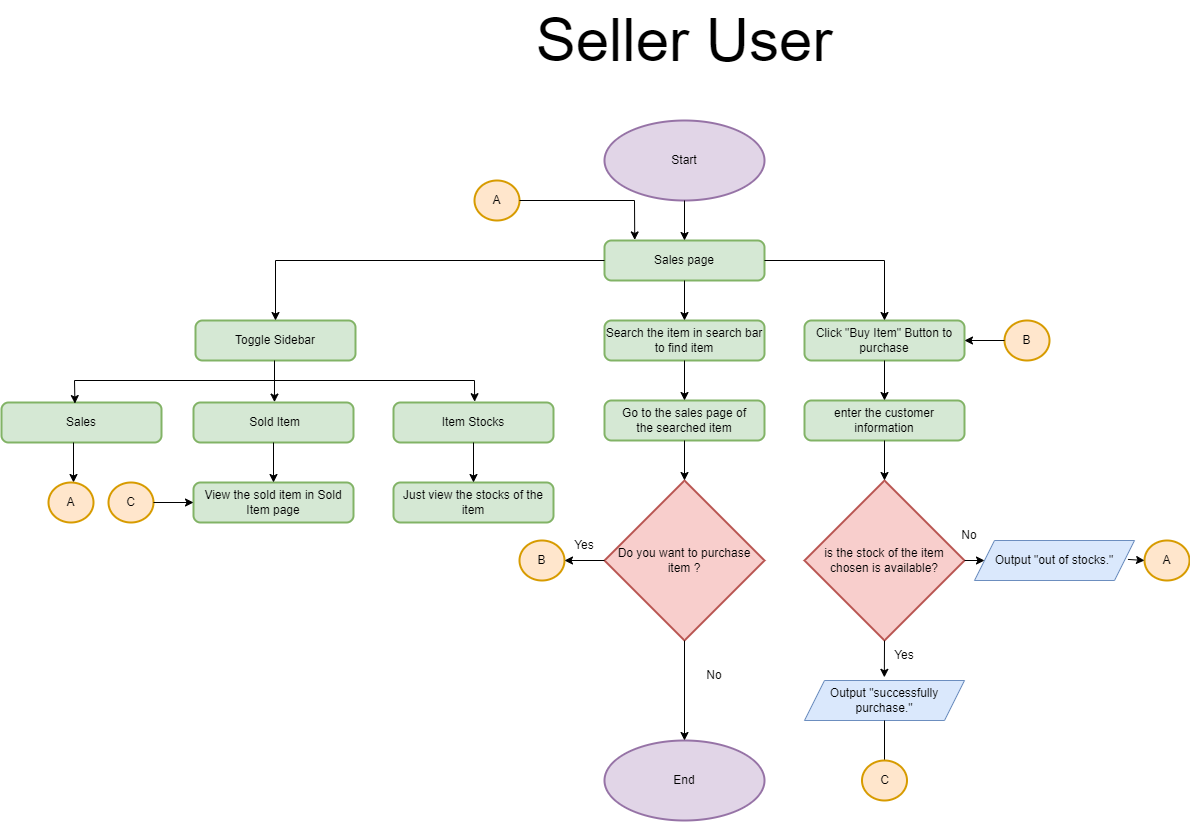 Seller User
Start
A
Sales page
Toggle Sidebar
Search the item in search bar
to find item
Click "Buy Item" Button to
purchase
B
Sales
Sold Item
Item Stocks
Go to the sales page of
the searched item
enter the customer
information
A
C
View the sold item in Sold
Item page
Just view the stocks of the
item
B
Yes
Do you want to purchase
item ?
is the stock of the item
chosen is available?
No
Output "out of stocks."
A
No
Yes
Output "successfully
purchase."
End
C